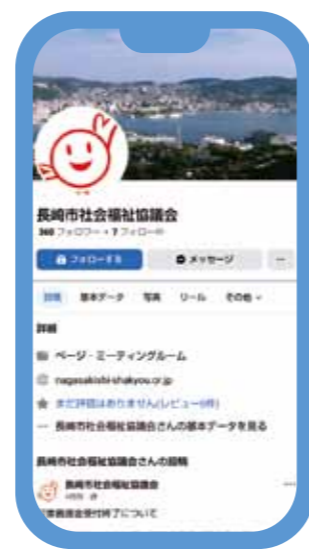 長崎市社会福祉協議会
360 フォロワー • 7 フォロー中
フォローする
メッセージ
投稿 基本データ 写真 リール その他
詳細
ページ · ミーティングルーム
nagasakishi-shakyou.or.jp
まだ評価はありません(レビュー0件)
長崎市社会福祉協議会さんの基本データを見る
長崎市社会福祉協議会さんの投稿
長崎市社会福祉協議会
受付終了について